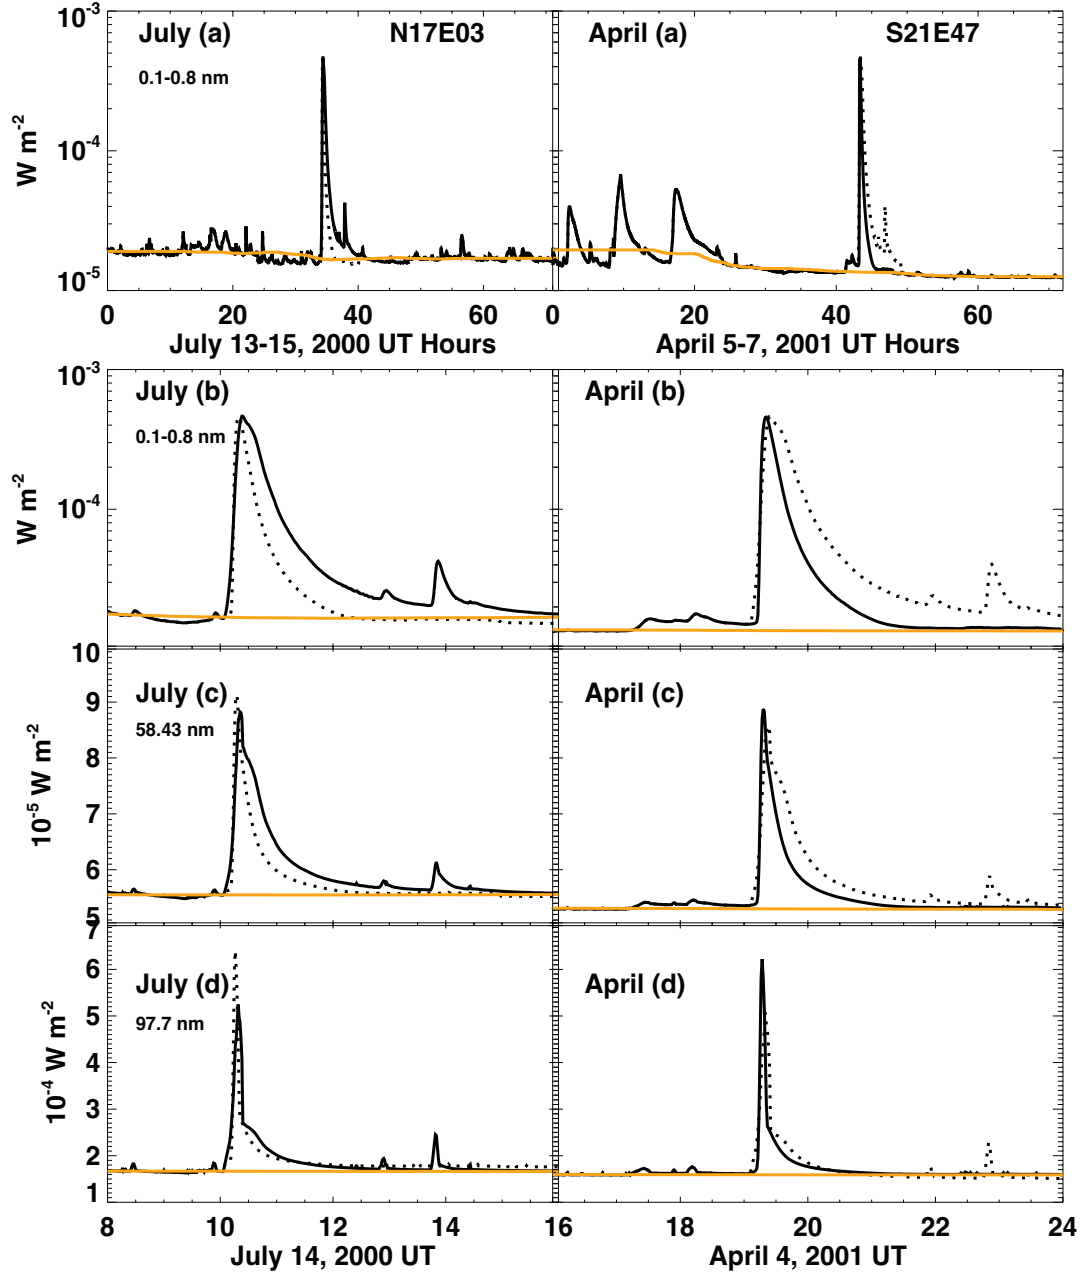 July (a) N17E03
0.1-0.8 nm
April (a) S21E47
W m-2
10-3
10-4
10-5
0 20 40 60
0 20 40 60
July 13-15, 2000 UT Hours
April 5-7, 2001 UT Hours
July (b)
0.1-0.8 nm
April (b)
W m-2
10-3
10-4
July (c)
58.43 nm
April (c)
10-5 W m-2
10
9
8
7
6
5
July (d)
97.7 nm
April (d)
10-4 W m-2
7
6
5
4
3
2
1
8 10 12 14
16 18 20 22 24
July 14, 2000 UT
April 4, 2001 UT